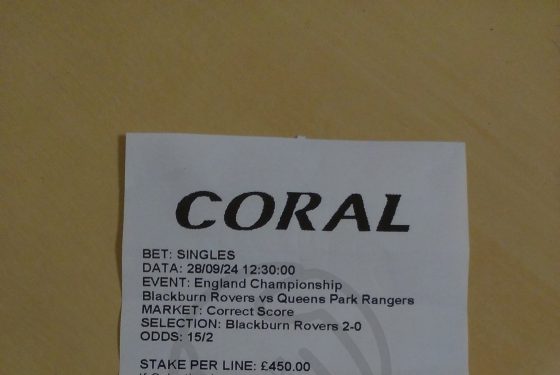 CORAL
BET: SINGLES
DATA: 28/09/24 12:30:00
EVENT: England Championship
Blackburn Rovers vs Queens Park Rangers
MARKET: Correct Score
SELECTION: Blackburn Rovers 2-0
ODDS: 15/2
STAKE PER LINE: £450.00